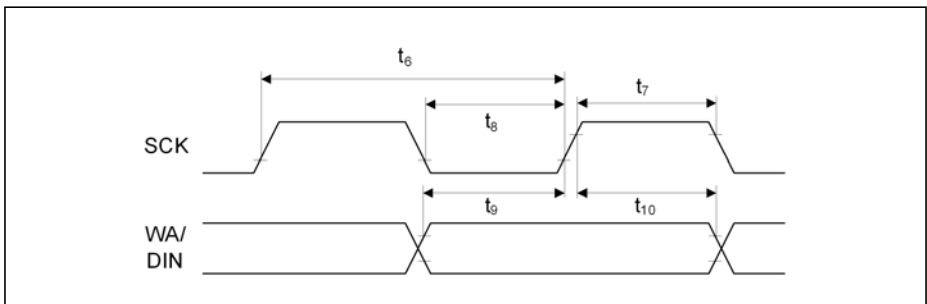 t₆
t₇
t₈
SCK
t₉
t₁₀
WA/
DIN